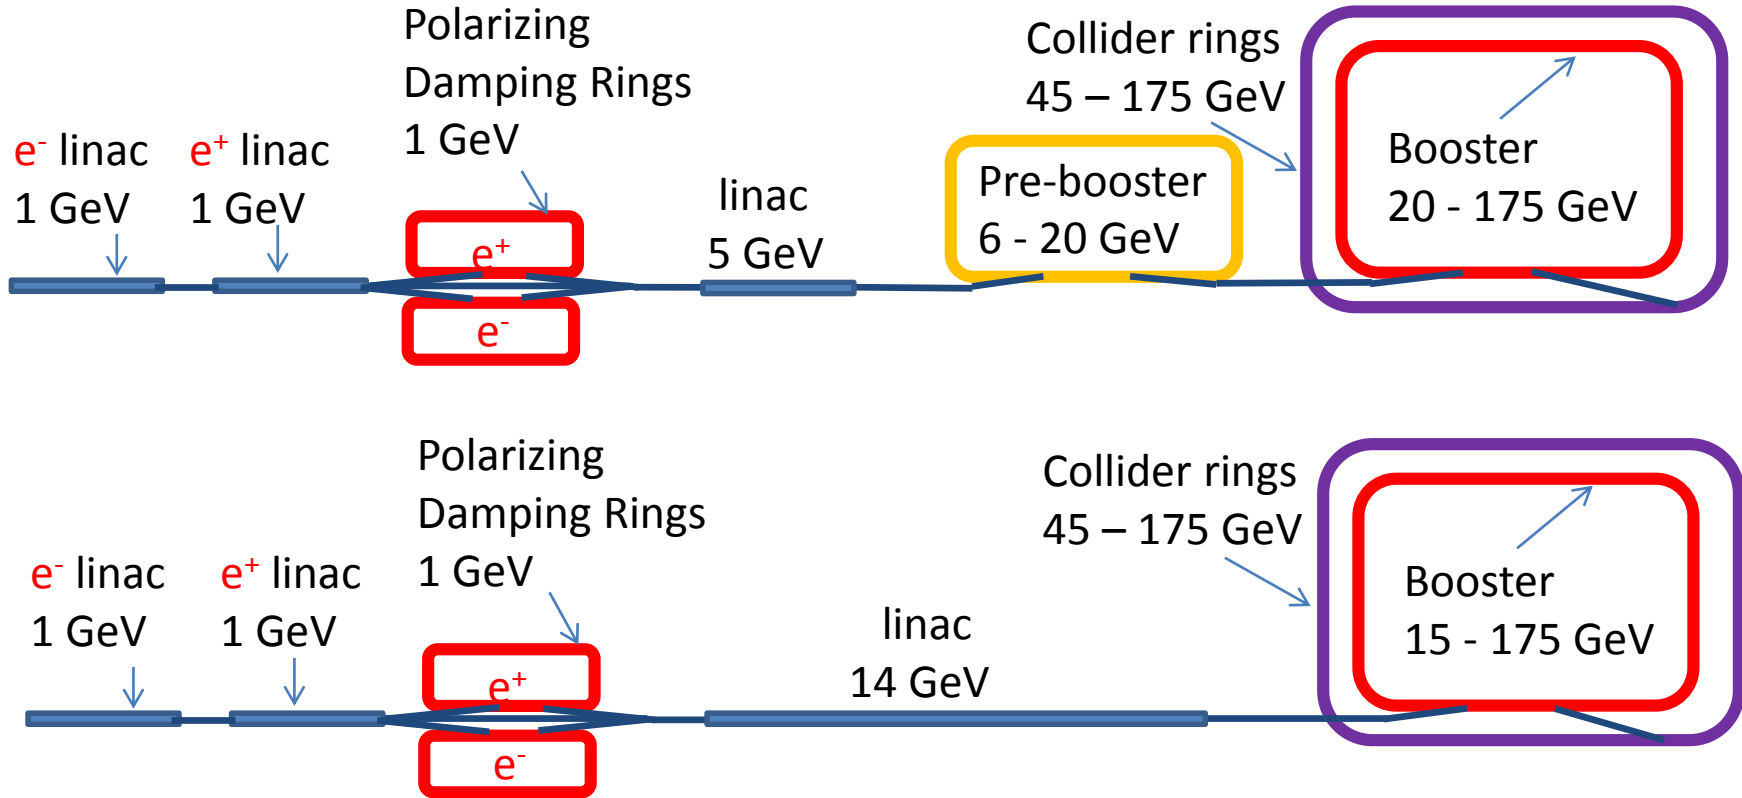 Polarizing
Damping Rings
1 GeV
Collider rings
45 – 175 GeV
e- linac
1 GeV
e+ linac
1 GeV
e+
e-
linac
5 GeV
Pre-booster
6 - 20 GeV
Booster
20 - 175 GeV
Polarizing
Damping Rings
1 GeV
Collider rings
45 – 175 GeV
e- linac
1 GeV
e+ linac
1 GeV
e+
e-
linac
14 GeV
Booster
15 - 175 GeV